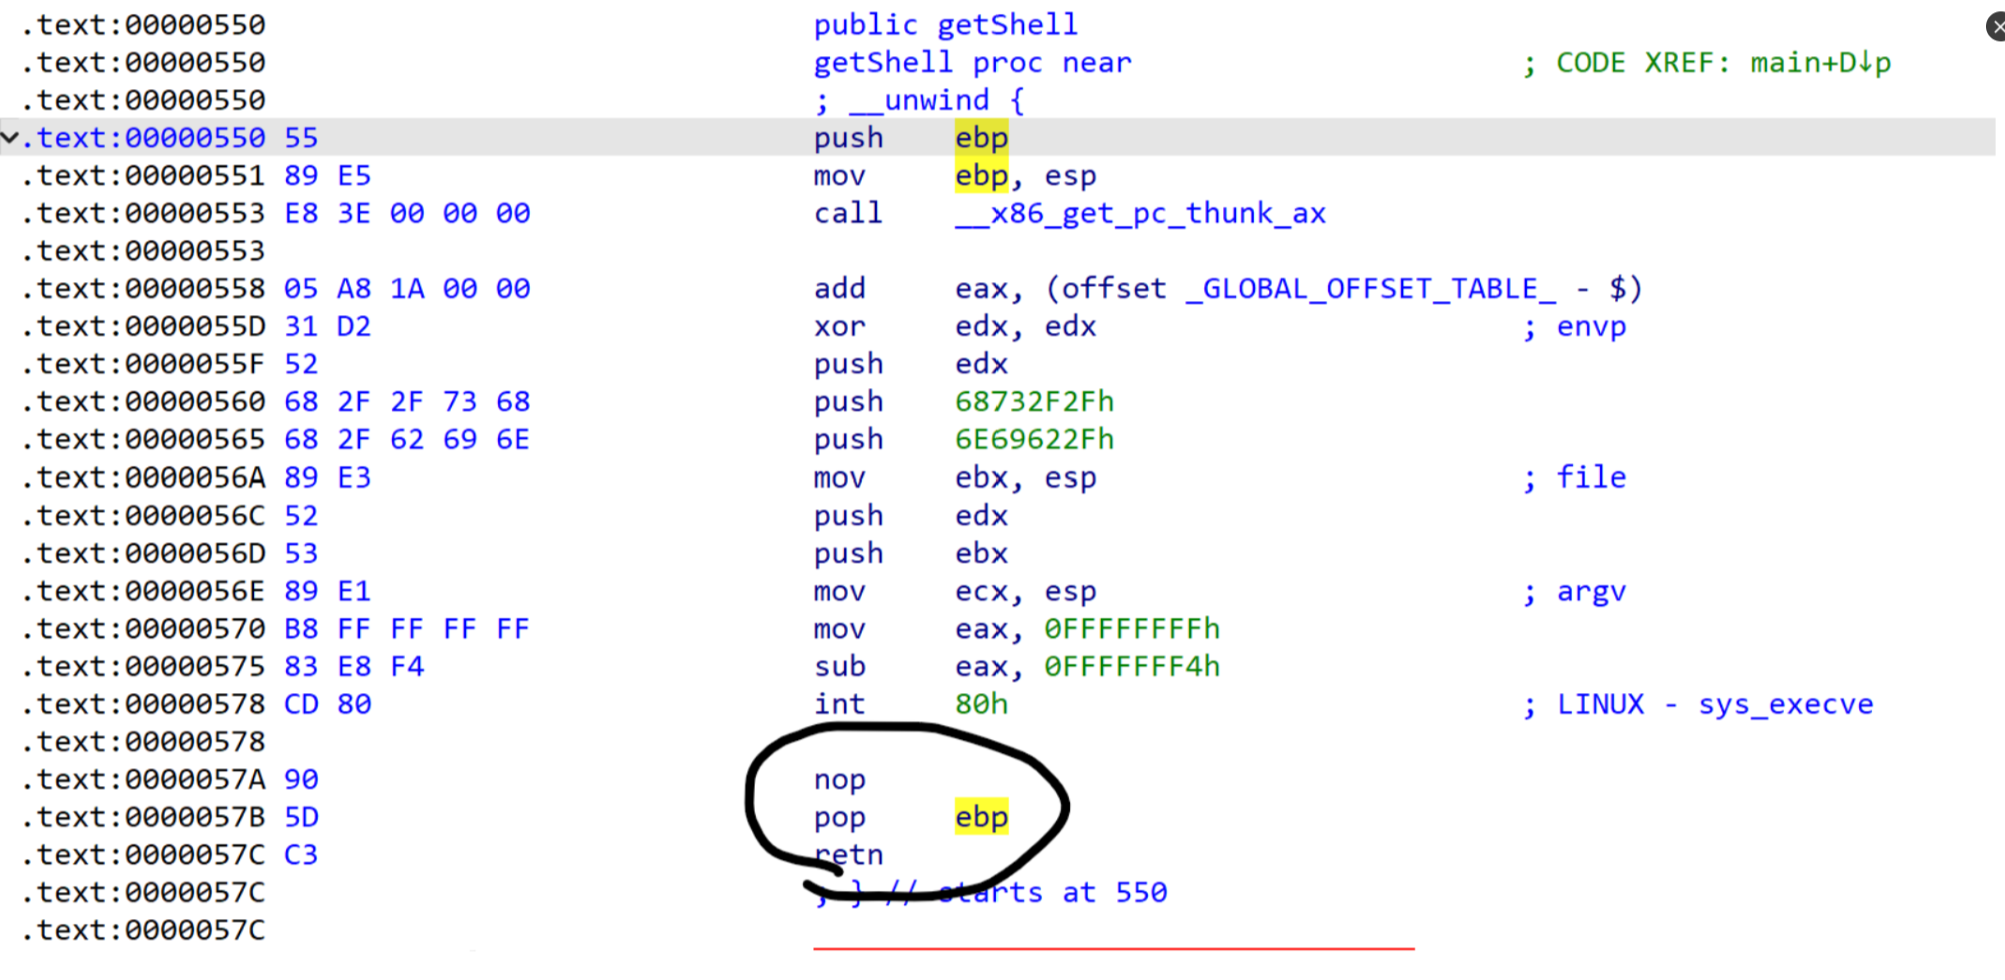 .text:00000550 public getShell
.text:00000550 getShell proc near ; CODE XREF: main+D↓p
.text:00000550 ; __unwind {
.text:00000550 55 push ebp
.text:00000551 89 E5 mov ebp, esp
.text:00000553 E8 3E 00 00 00 call __x86_get_pc_thunk_ax
.text:00000553
.text:00000558 05 A8 1A 00 00 add eax, (offset _GLOBAL_OFFSET_TABLE_ - $)
.text:0000055D 31 D2 xor edx, edx ; envp
.text:0000055F 52 push edx
.text:00000560 68 2F 2F 73 68 push 68732F2Fh
.text:00000565 68 2F 62 69 6E push 6E69622Fh
.text:0000056A 89 E3 mov ebx, esp ; file
.text:0000056C 52 push edx
.text:0000056D 53 push ebx
.text:0000056E 89 E1 mov ecx, esp ; argv
.text:00000570 B8 FF FF FF FF mov eax, 0FFFFFFFFh
.text:00000575 83 E8 F4 sub eax, 0FFFFFFF4h
.text:00000578 CD 80 int 80h ; LINUX - sys_execve
.text:00000578
.text:0000057A 90 nop
.text:0000057B 5D pop ebp
.text:0000057C C3 retn
.text:0000057C ; } // starts at 550
.text:0000057C